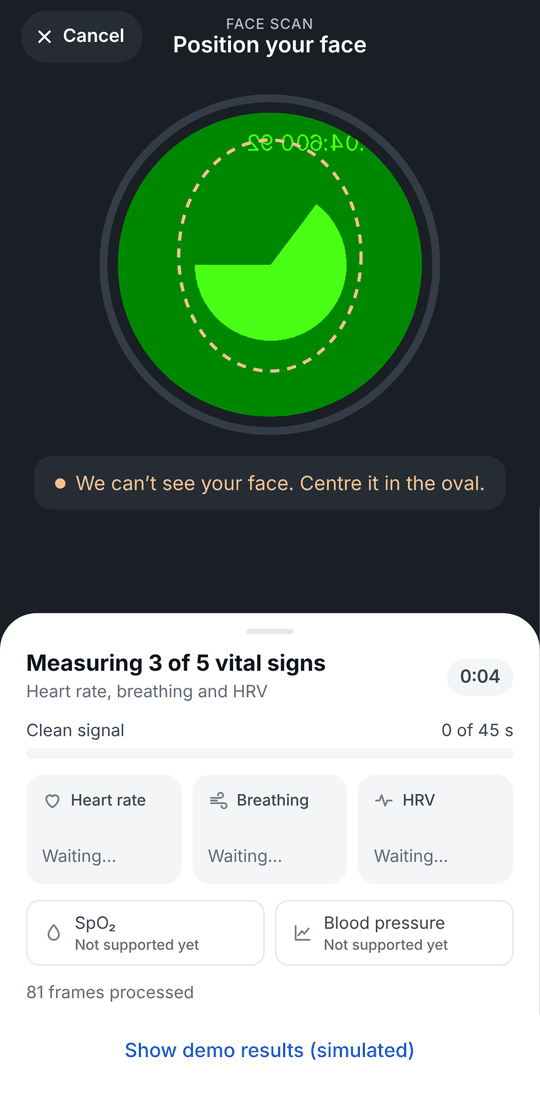 Cancel
FACE SCAN
Position your face
We can’t see your face. Centre it in the oval.
Measuring 3 of 5 vital signs
Heart rate, breathing and HRV
0:04
Clean signal
0 of 45 s
Heart rate
Breathing
HRV
Waiting...
Waiting...
Waiting...
SpO₂
Not supported yet
Blood pressure
Not supported yet
81 frames processed
Show demo results (simulated)